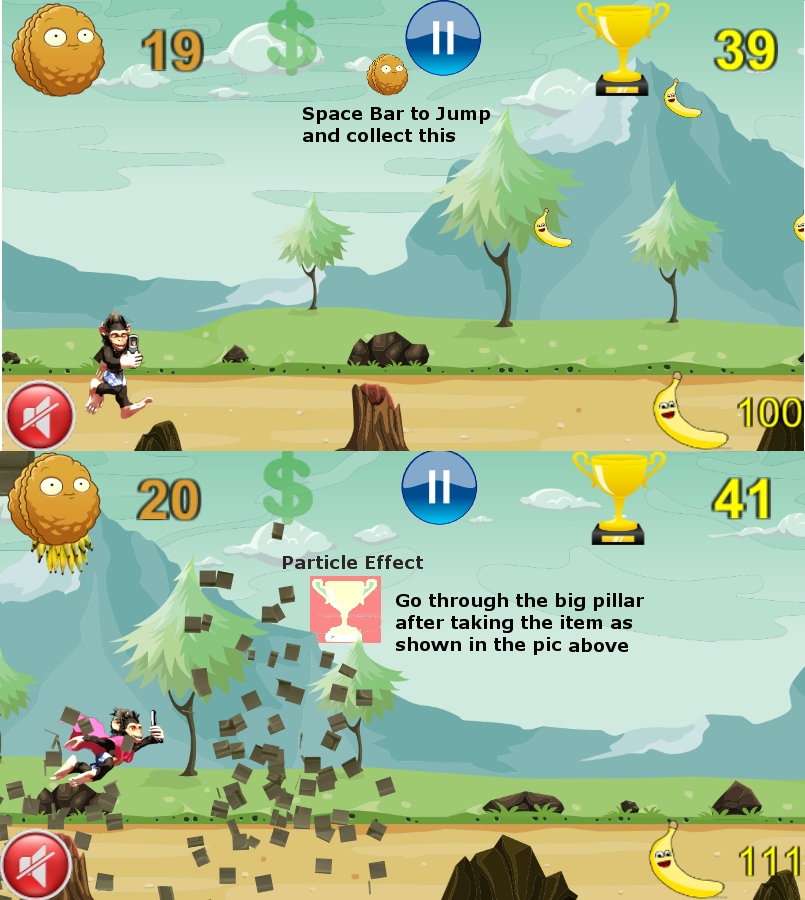 19
$
39
Space Bar to Jump
and collect this
100
20
$
41
Particle Effect
Go through the big pillar
after taking the item as
shown in the pic above
111